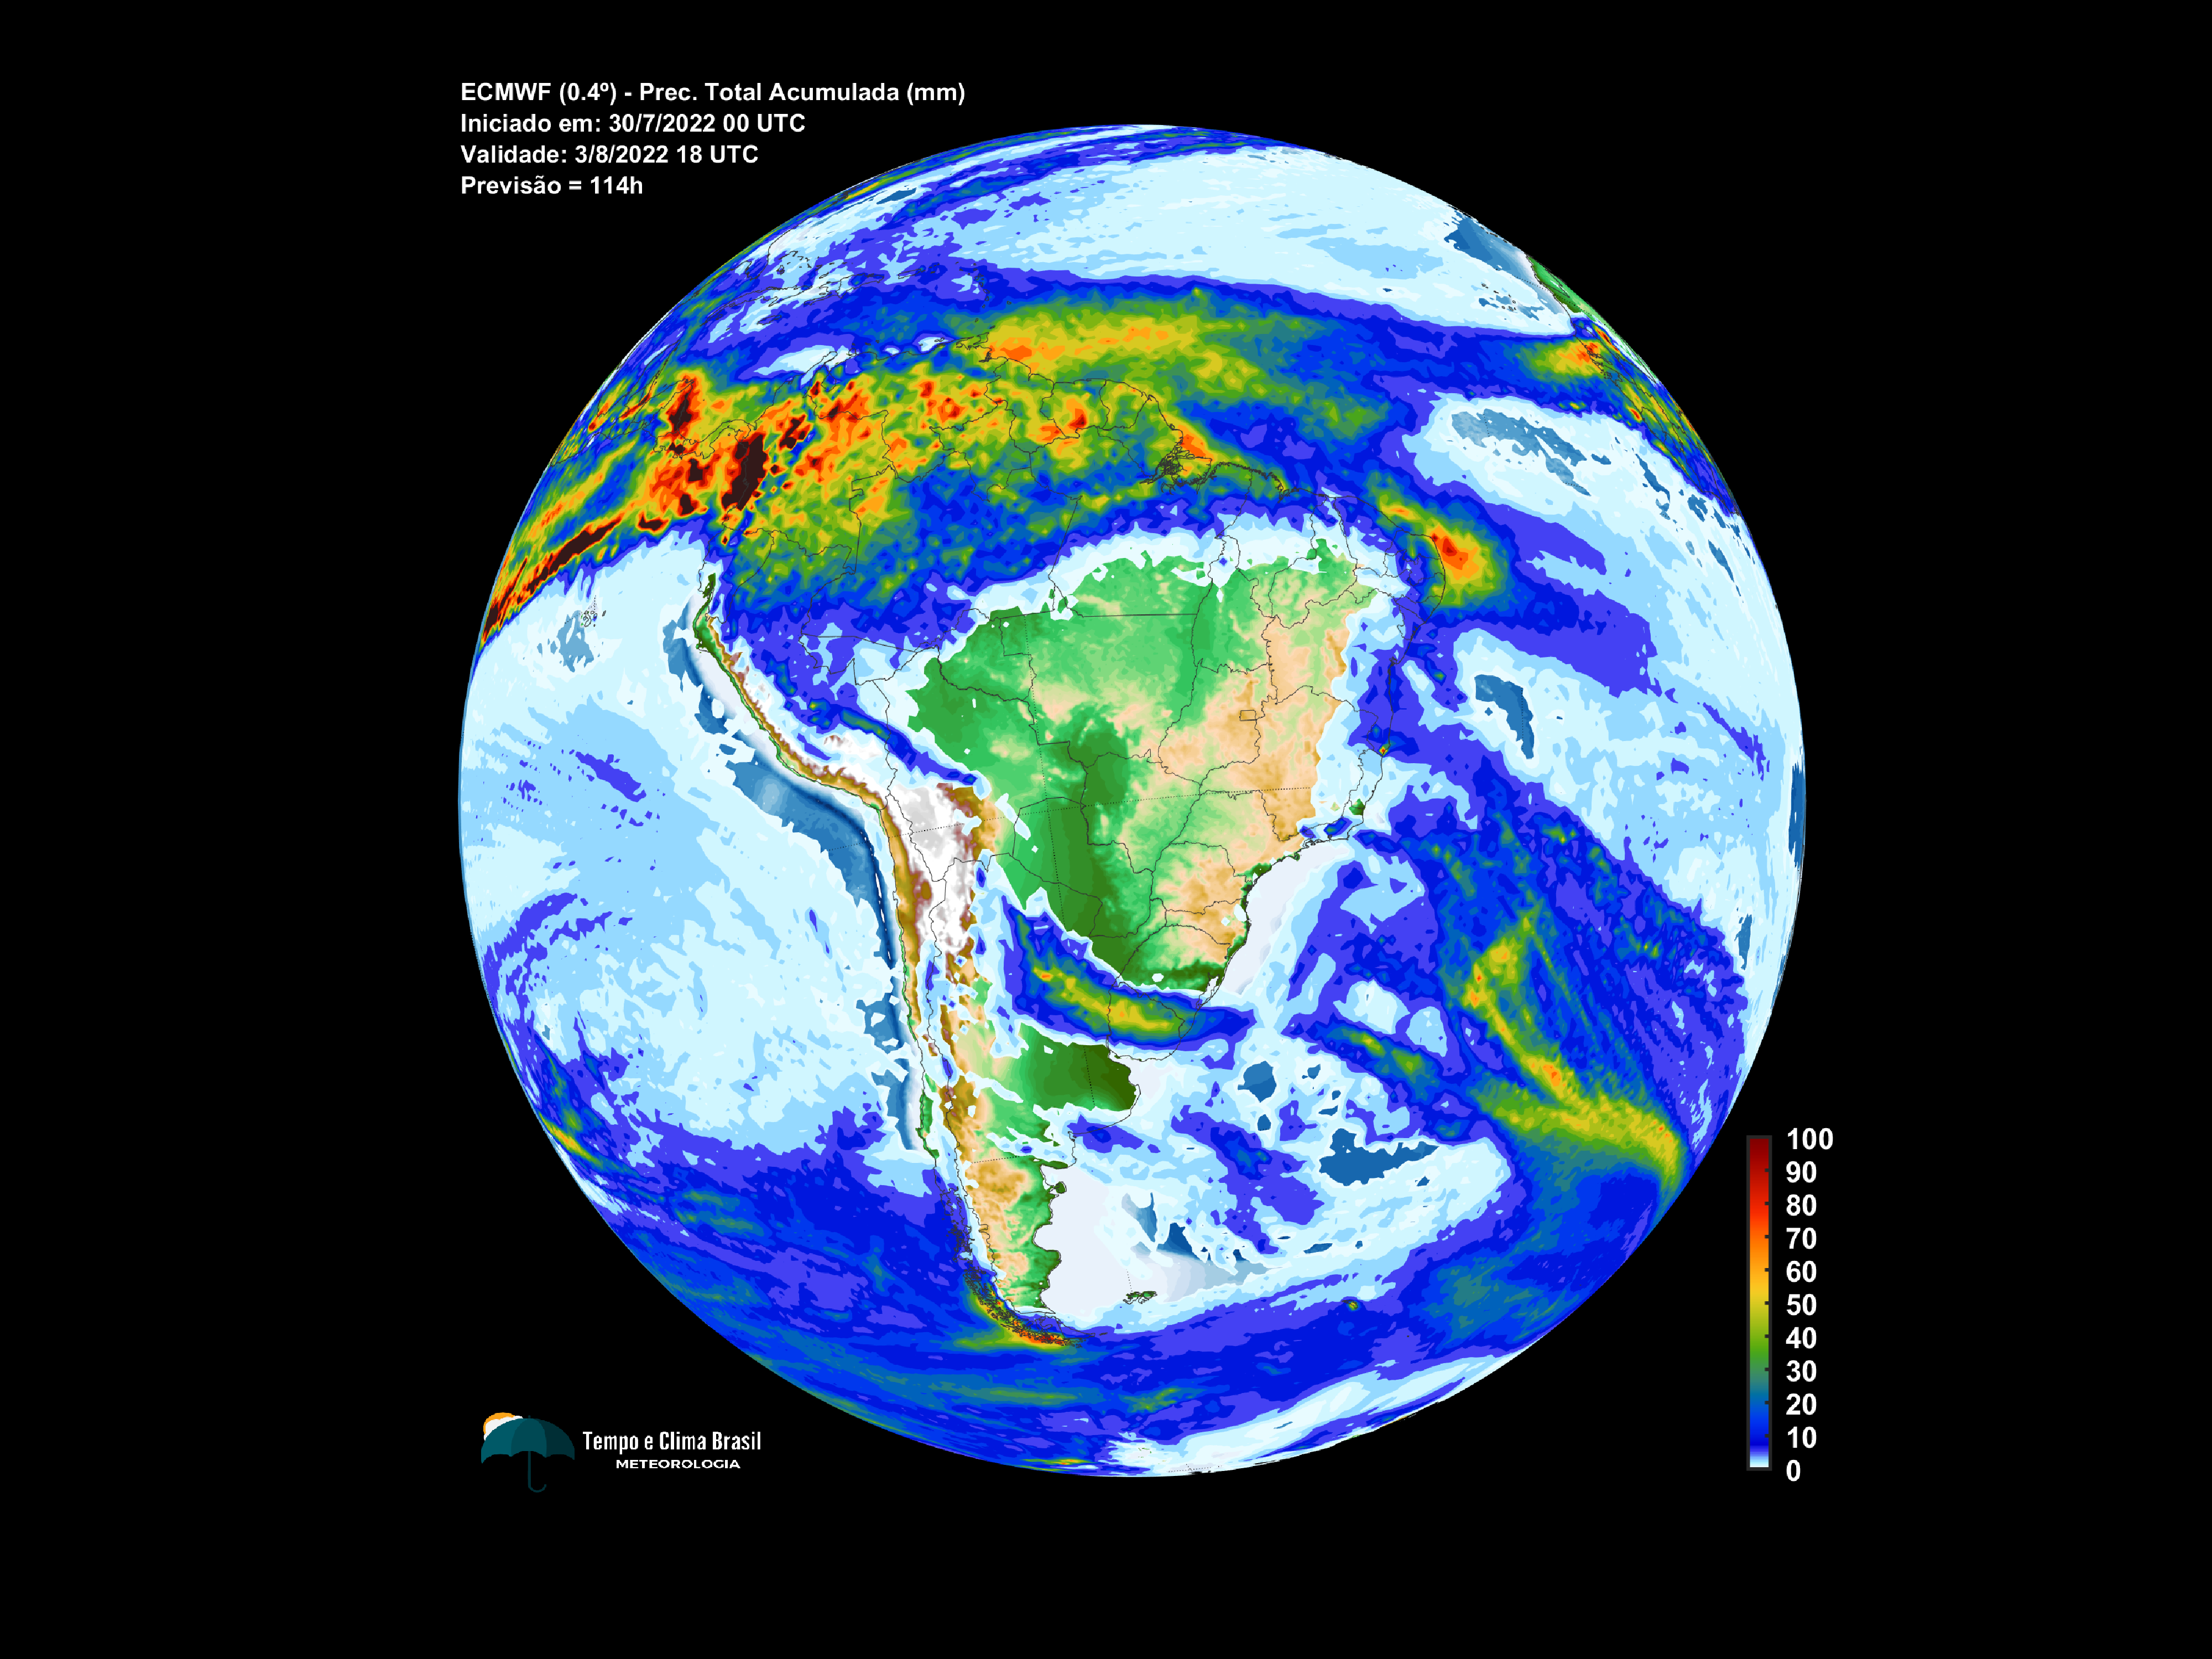 ECMWF (0.4º) - Prec. Total Acumulada (mm)
Iniciado em: 30/7/2022 00 UTC
Validade: 3/8/2022 18 UTC
Previsão = 114h
100
90
80
70
60
50
40
30
20
10
0
Tempo e Clima Brasil
METEOROLOGIA